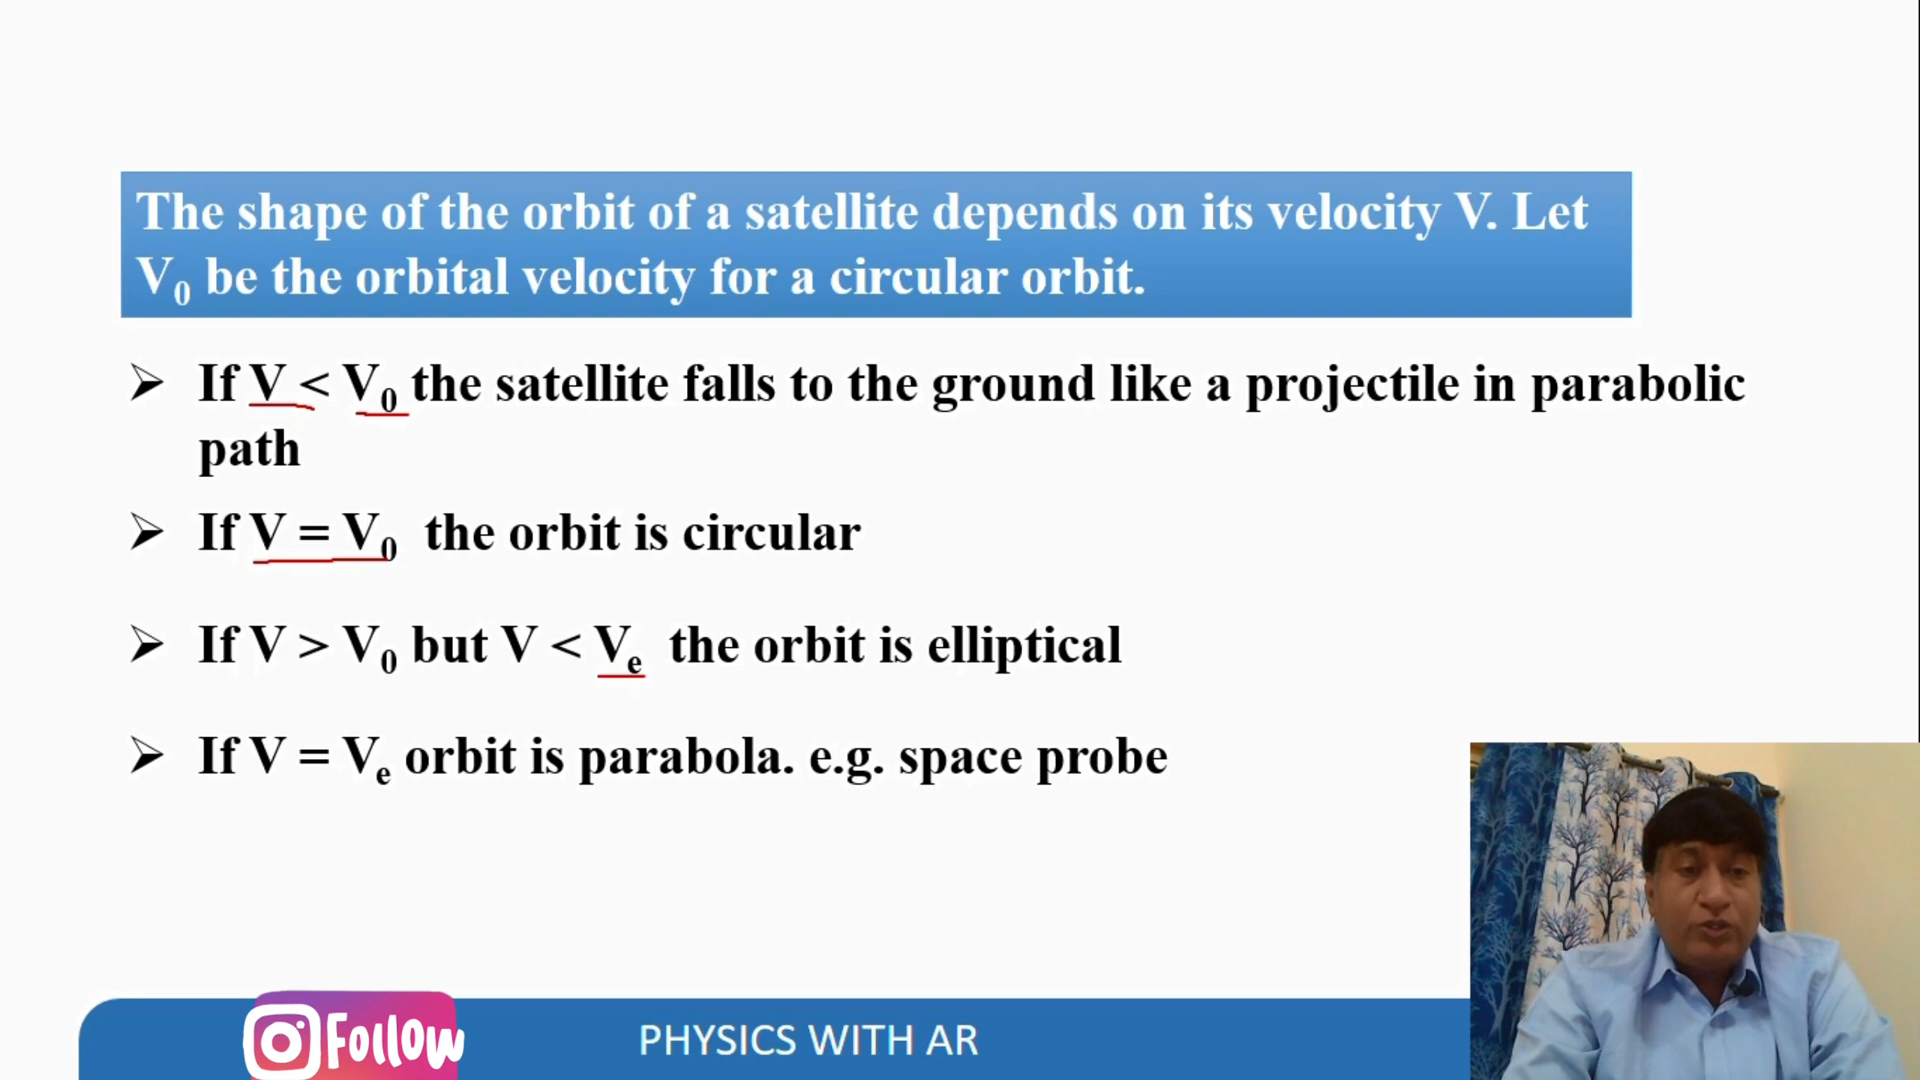 The shape of the orbit of a satellite depends on its velocity V. Let
V₀ be the orbital velocity for a circular orbit.
➢ If V < V₀ the satellite falls to the ground like a projectile in parabolic
path
➢ If V = V₀ the orbit is circular
➢ If V > V₀ but V < Vₑ the orbit is elliptical
➢ If V = Vₑ orbit is parabola. e.g. space probe
Follow
PHYSICS WITH AR